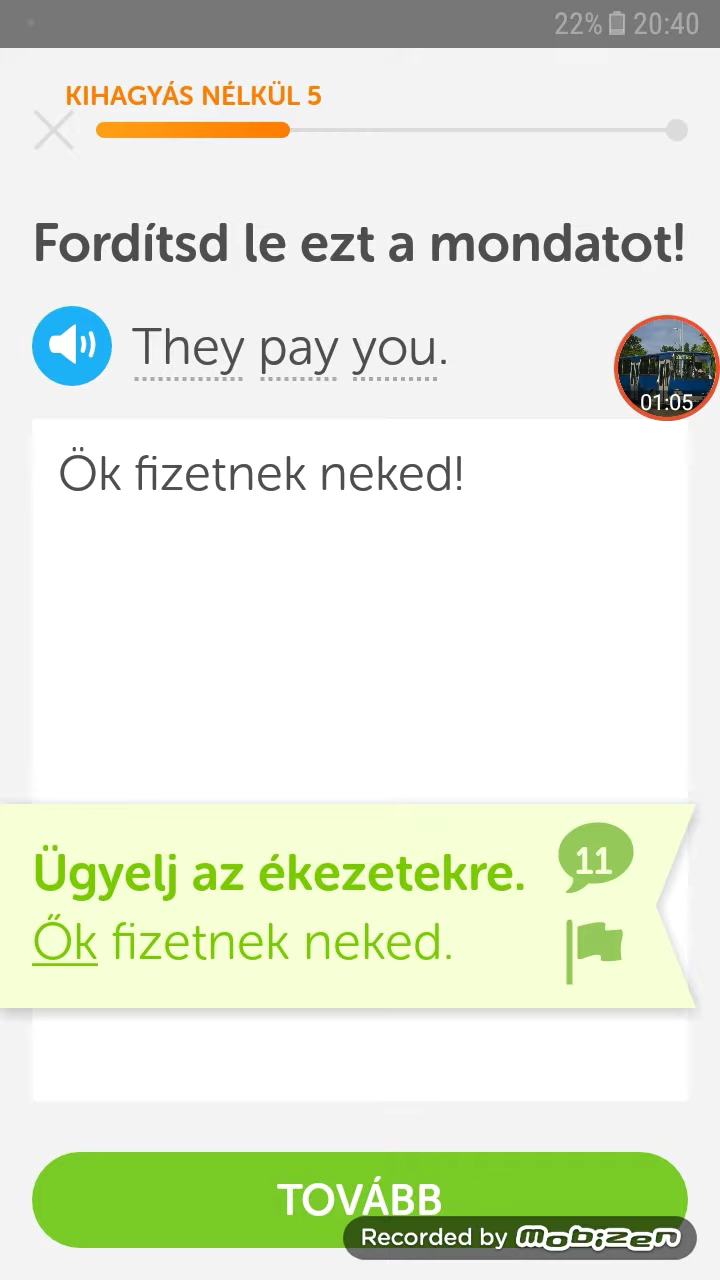 22% 20:40
KIHAGYÁS NÉLKÜL 5
Fordítsd le ezt a mondatot!
They pay you.
01:05
Ök fizetnek neked!
Ügyelj az ékezetekre.
11
Ők fizetnek neked.
TOVÁBB
Recorded by Mobizen